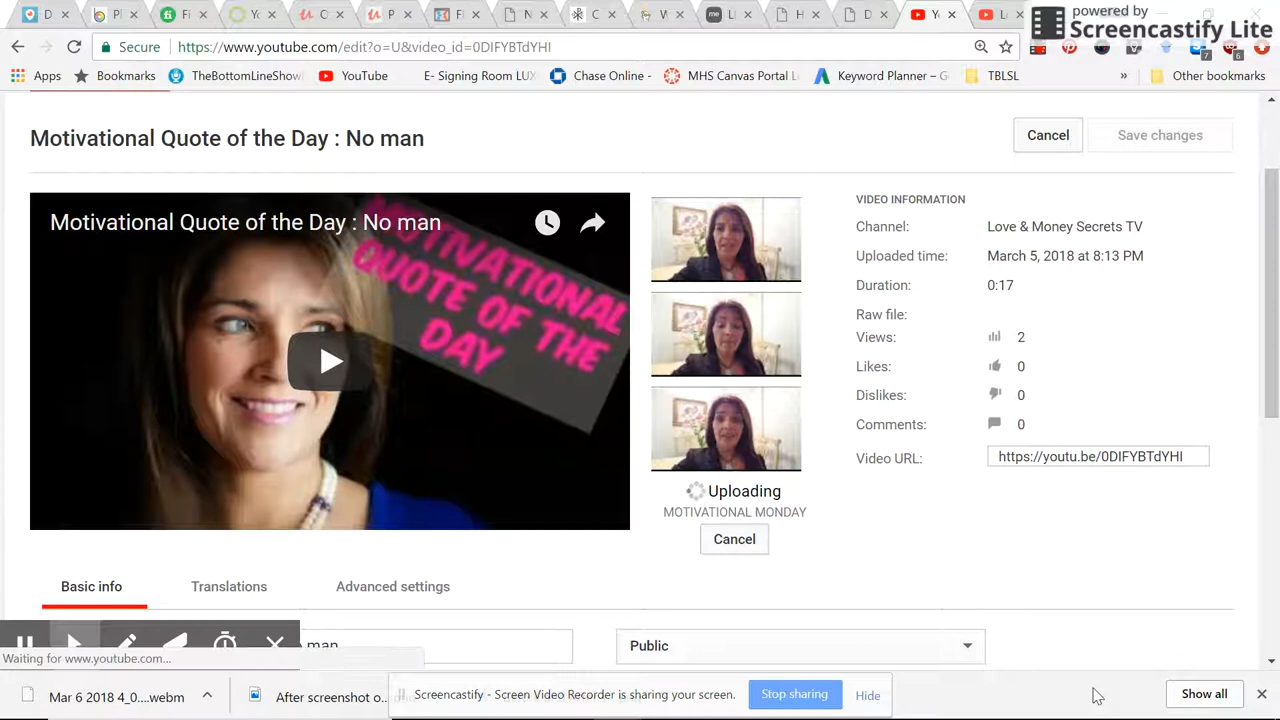 powered by
Screencastify Lite
Secure
https://www.youtube.com
Apps
Bookmarks
TheBottomLineShow
YouTube
E- Signing Room LUX
Chase Online -
MHS Canvas Portal L
Keyword Planner – G
TBLSL
»
Other bookmarks
7
6
me
Motivational Quote of the Day : No man
Cancel
Save changes
Motivational Quote of the Day : No man
QUOTE OF THE
DAY
Uploading
MOTIVATIONAL MONDAY
Cancel
VIDEO INFORMATION
Channel: Love & Money Secrets TV
Uploaded time: March 5, 2018 at 8:13 PM
Duration: 0:17
Raw file:
Views: 2
Likes: 0
Dislikes: 0
Comments: 0
Video URL: https://youtu.be/0DIFYBTdYHI
Basic info
Translations
Advanced settings
man
Public
Waiting for www.youtube.com...
Mar 6 2018 4_0....webm
After screenshot o...
Screencastify - Screen Video Recorder is sharing your screen.
Stop sharing
Hide
Show all